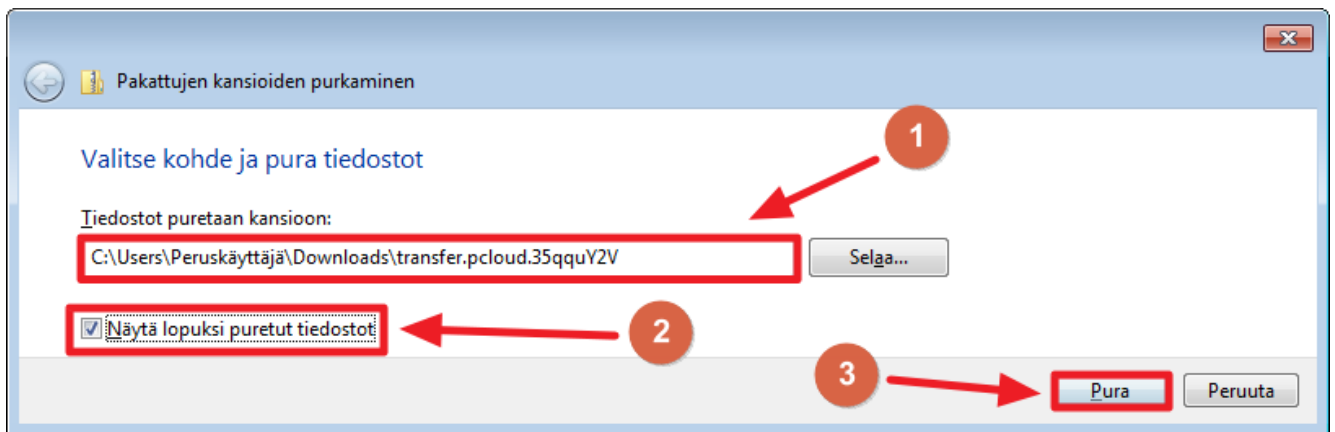 Pakattujen kansioiden purkaminen
Valitse kohde ja pura tiedostot
1
Tiedostot puretaan kansioon:
C:\Users\Peruskäyttäjä\Downloads\transfer.pcloud.35qquY2V
Selaa...
Näytä lopuksi puretut tiedostot
2
3
Pura
Peruuta